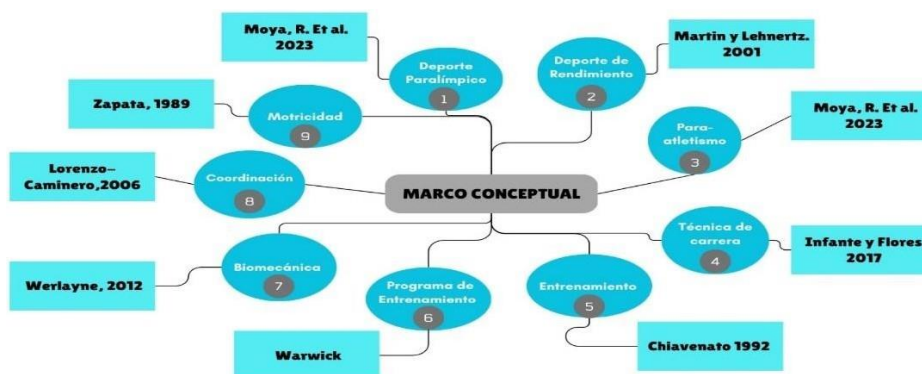 Moya, R. Et al.
2023
Deporte
Paralímpico
1
Deporte de
Rendimiento
2
Martin y Lehnertz.
2001
Zapata, 1989
Motricidad
9
Para-
atletismo
3
Moya, R. Et al.
2023
Lorenzo-
Caminero,2006
Coordinación
8
MARCO CONCEPTUAL
Técnica de
carrera
4
Infante y Flores
2017
Werlayne, 2012
Biomecánica
7
Programa de
Entrenamiento
6
Entrenamiento
5
Warwick
Chiavenato 1992